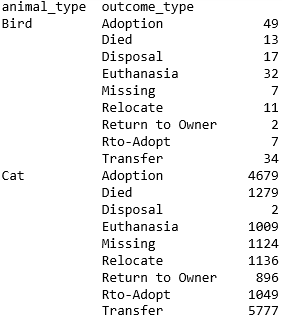 animal_type outcome_type
Bird Adoption 49
Died 13
Disposal 17
Euthanasia 32
Missing 7
Relocate 11
Return to Owner 2
Rto-Adopt 7
Transfer 34
Cat Adoption 4679
Died 1279
Disposal 2
Euthanasia 1009
Missing 1124
Relocate 1136
Return to Owner 896
Rto-Adopt 1049
Transfer 5777